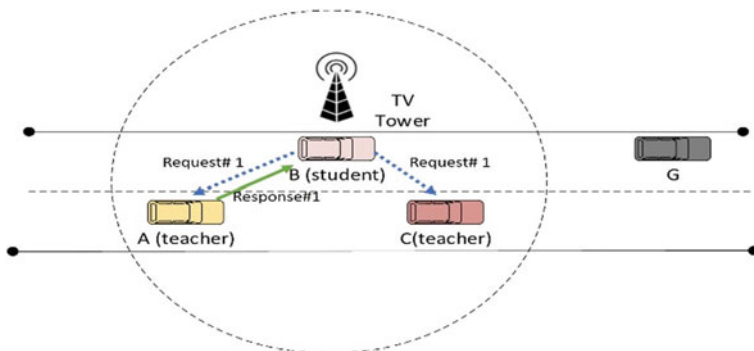 TV
Tower
Request# 1
Request# 1
B (student)
G
Response#1
A (teacher)
C(teacher)